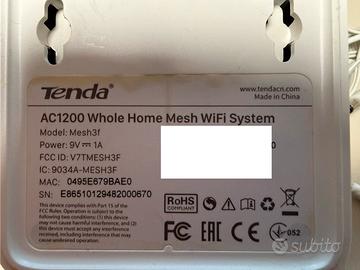 Tenda
www.tendacn.com
Made in China
AC1200 Whole Home Mesh WiFi System
Model: Mesh3f
Power: 9V 1A
FCC ID: V7TMESH3F
IC: 9034A-MESH3F
MAC: 0495E679BAE0
SN: E86510129482000670
This device complies with Part 15 of the
FCC Rules. Operation is subject to the
following two conditions: (1) this device
may not cause harmful interference, and (2)
this device must accept any interference
received, including interference that may
cause undesired operation.
RoHS
COMPLIANT
FC CE EAC 052
subito